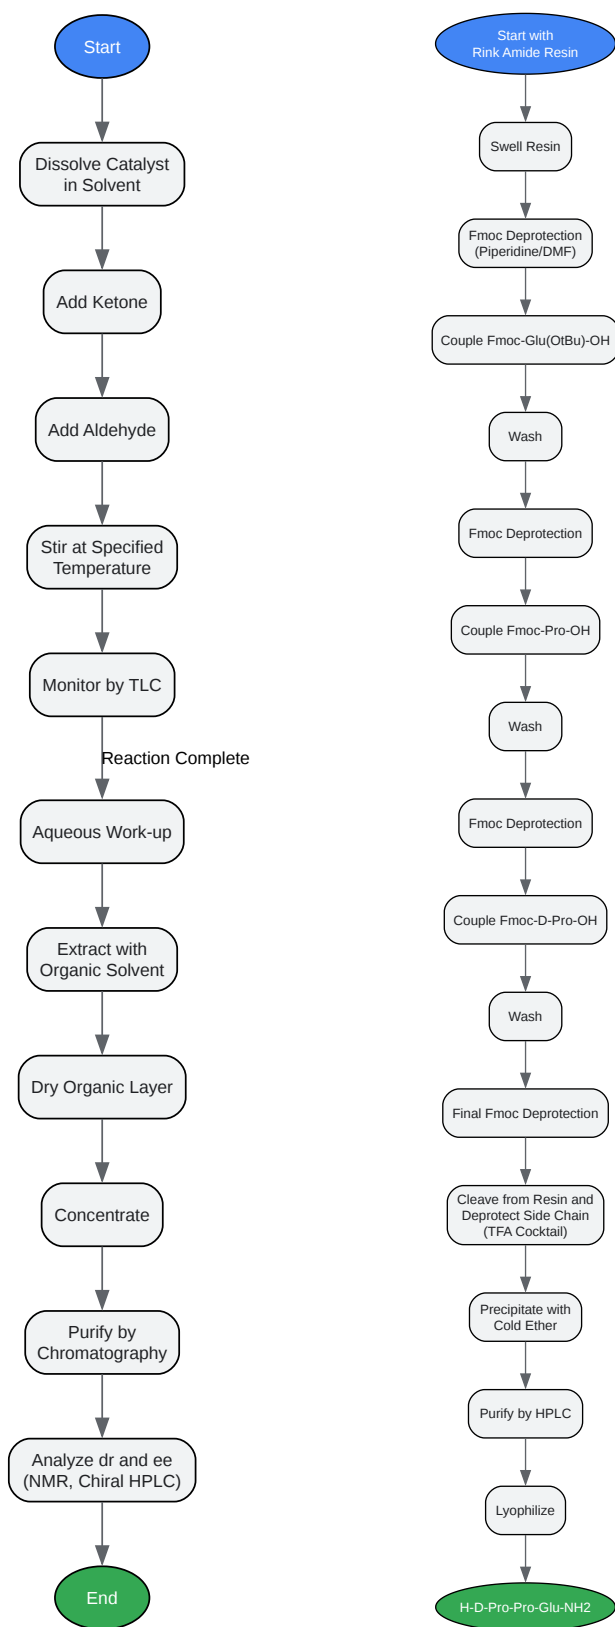 Start
Dissolve Catalyst
in Solvent
Add Ketone
Add Aldehyde
Stir at Specified
Temperature
Monitor by TLC
Reaction Complete
Aqueous Work-up
Extract with
Organic Solvent
Dry Organic Layer
Concentrate
Purify by
Chromatography
Analyze dr and ee
(NMR, Chiral HPLC)
End
Start with
Rink Amide Resin
Swell Resin
Fmoc Deprotection
(Piperidine/DMF)
Couple Fmoc-Glu(OtBu)-OH
Wash
Fmoc Deprotection
Couple Fmoc-Pro-OH
Wash
Fmoc Deprotection
Couple Fmoc-D-Pro-OH
Wash
Final Fmoc Deprotection
Cleave from Resin and
Deprotect Side Chain
(TFA Cocktail)
Precipitate with
Cold Ether
Purify by HPLC
Lyophilize
H-D-Pro-Pro-Glu-NH2